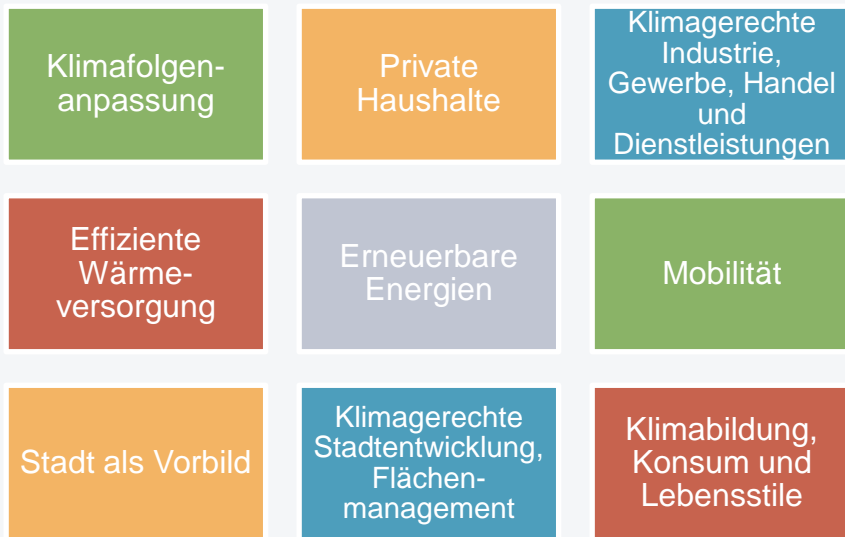 Klimafolgen-
anpassung
Private
Haushalte
Klimagerechte
Industrie,
Gewerbe, Handel
und
Dienstleistungen
Effiziente
Wärme-
versorgung
Erneuerbare
Energien
Mobilität
Stadt als Vorbild
Klimagerechte
Stadtentwicklung,
Flächen-
management
Klimabildung,
Konsum und
Lebensstile